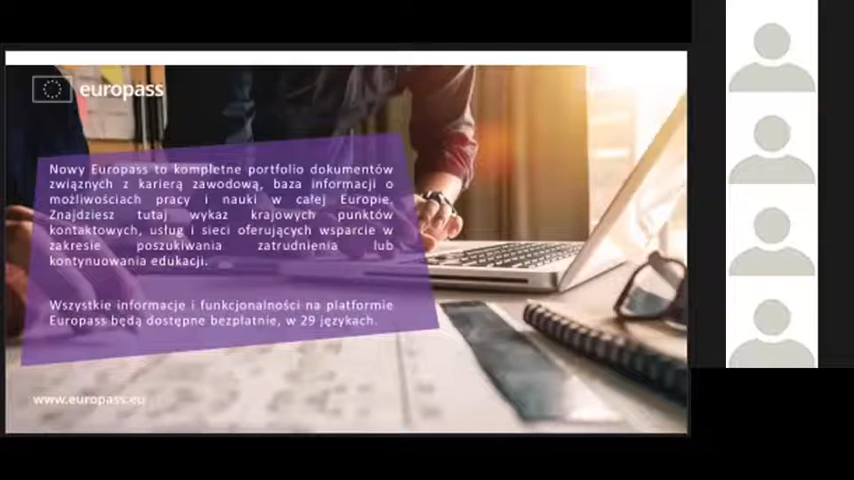 europass
Nowy Europass to kompletne portfolio dokumentów
związnych z karierą zawodową, baza informacji o
możliwościach pracy i nauki w całej Europie.
Znajdziesz tutaj wykaz krajowych punktów
kontaktowych, usług i sieci oferujących wsparcie w
zakresie poszukiwania zatrudnienia lub
kontynuowania edukacji.
Wszystkie informacje i funkcjonalności na platformie
Europass będą dostępne bezpłatnie, w 29 językach.
www.europass.eu